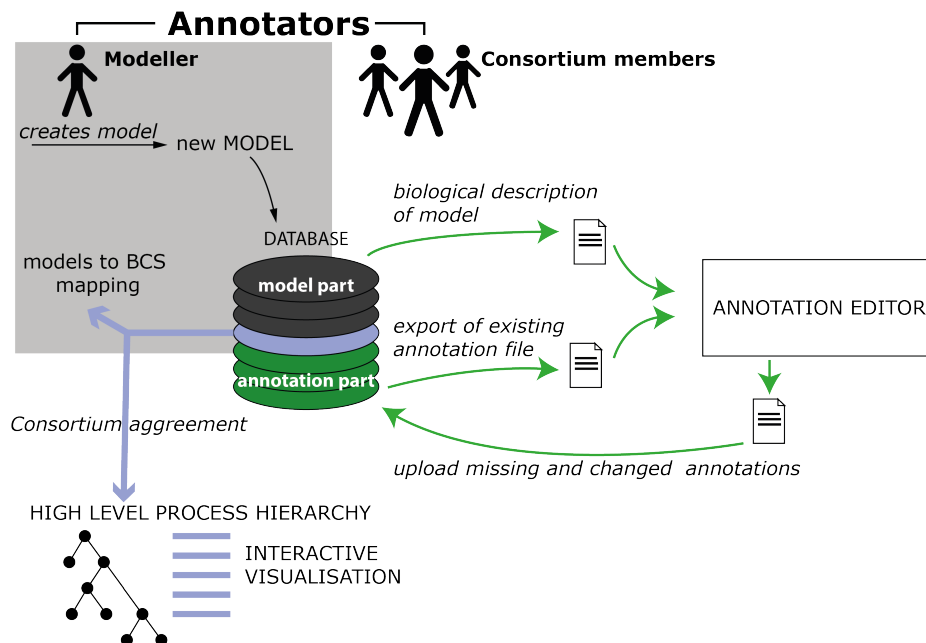 Annotators
Modeller
Consortium members
creates model
new MODEL
biological description
of model
DATABASE
models to BCS
mapping
model part
ANNOTATION EDITOR
export of existing
annotation file
annotation part
Consortium aggreement
upload missing and changed annotations
HIGH LEVEL PROCESS HIERARCHY
INTERACTIVE
VISUALISATION